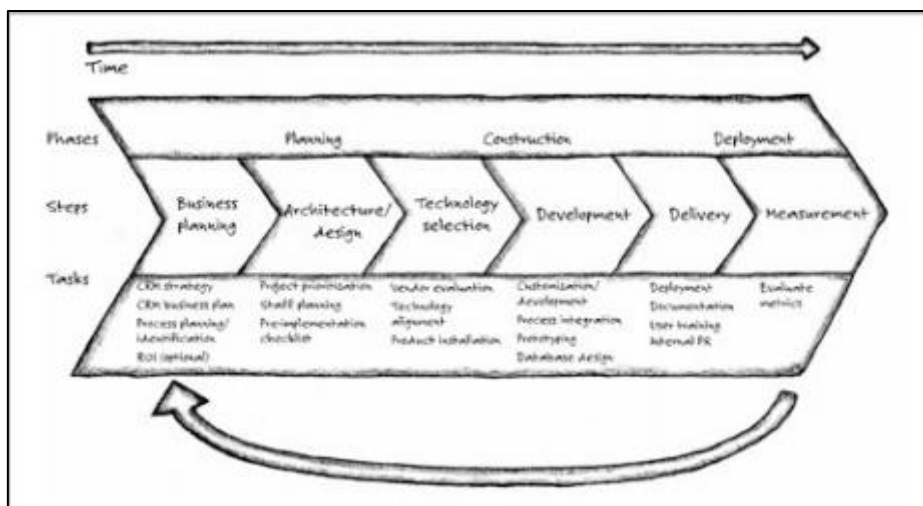 Time
Phases
Planning
Construction
Deployment
Steps
Business
planning
Architecture/
design
Technology
selection
Development
Delivery
Measurement
Tasks
CRM strategy
CRM business plan
Process planning/
identification
ROI (optional)
Project prioritization
Staff planning
Pre-implementation
checklist
Vendor evaluation
Technology
alignment
Product installation
Customization/
development
Process integration
Prototyping
Database design
Deployment
Documentation
User training
Internal PR
Evaluate
metrics